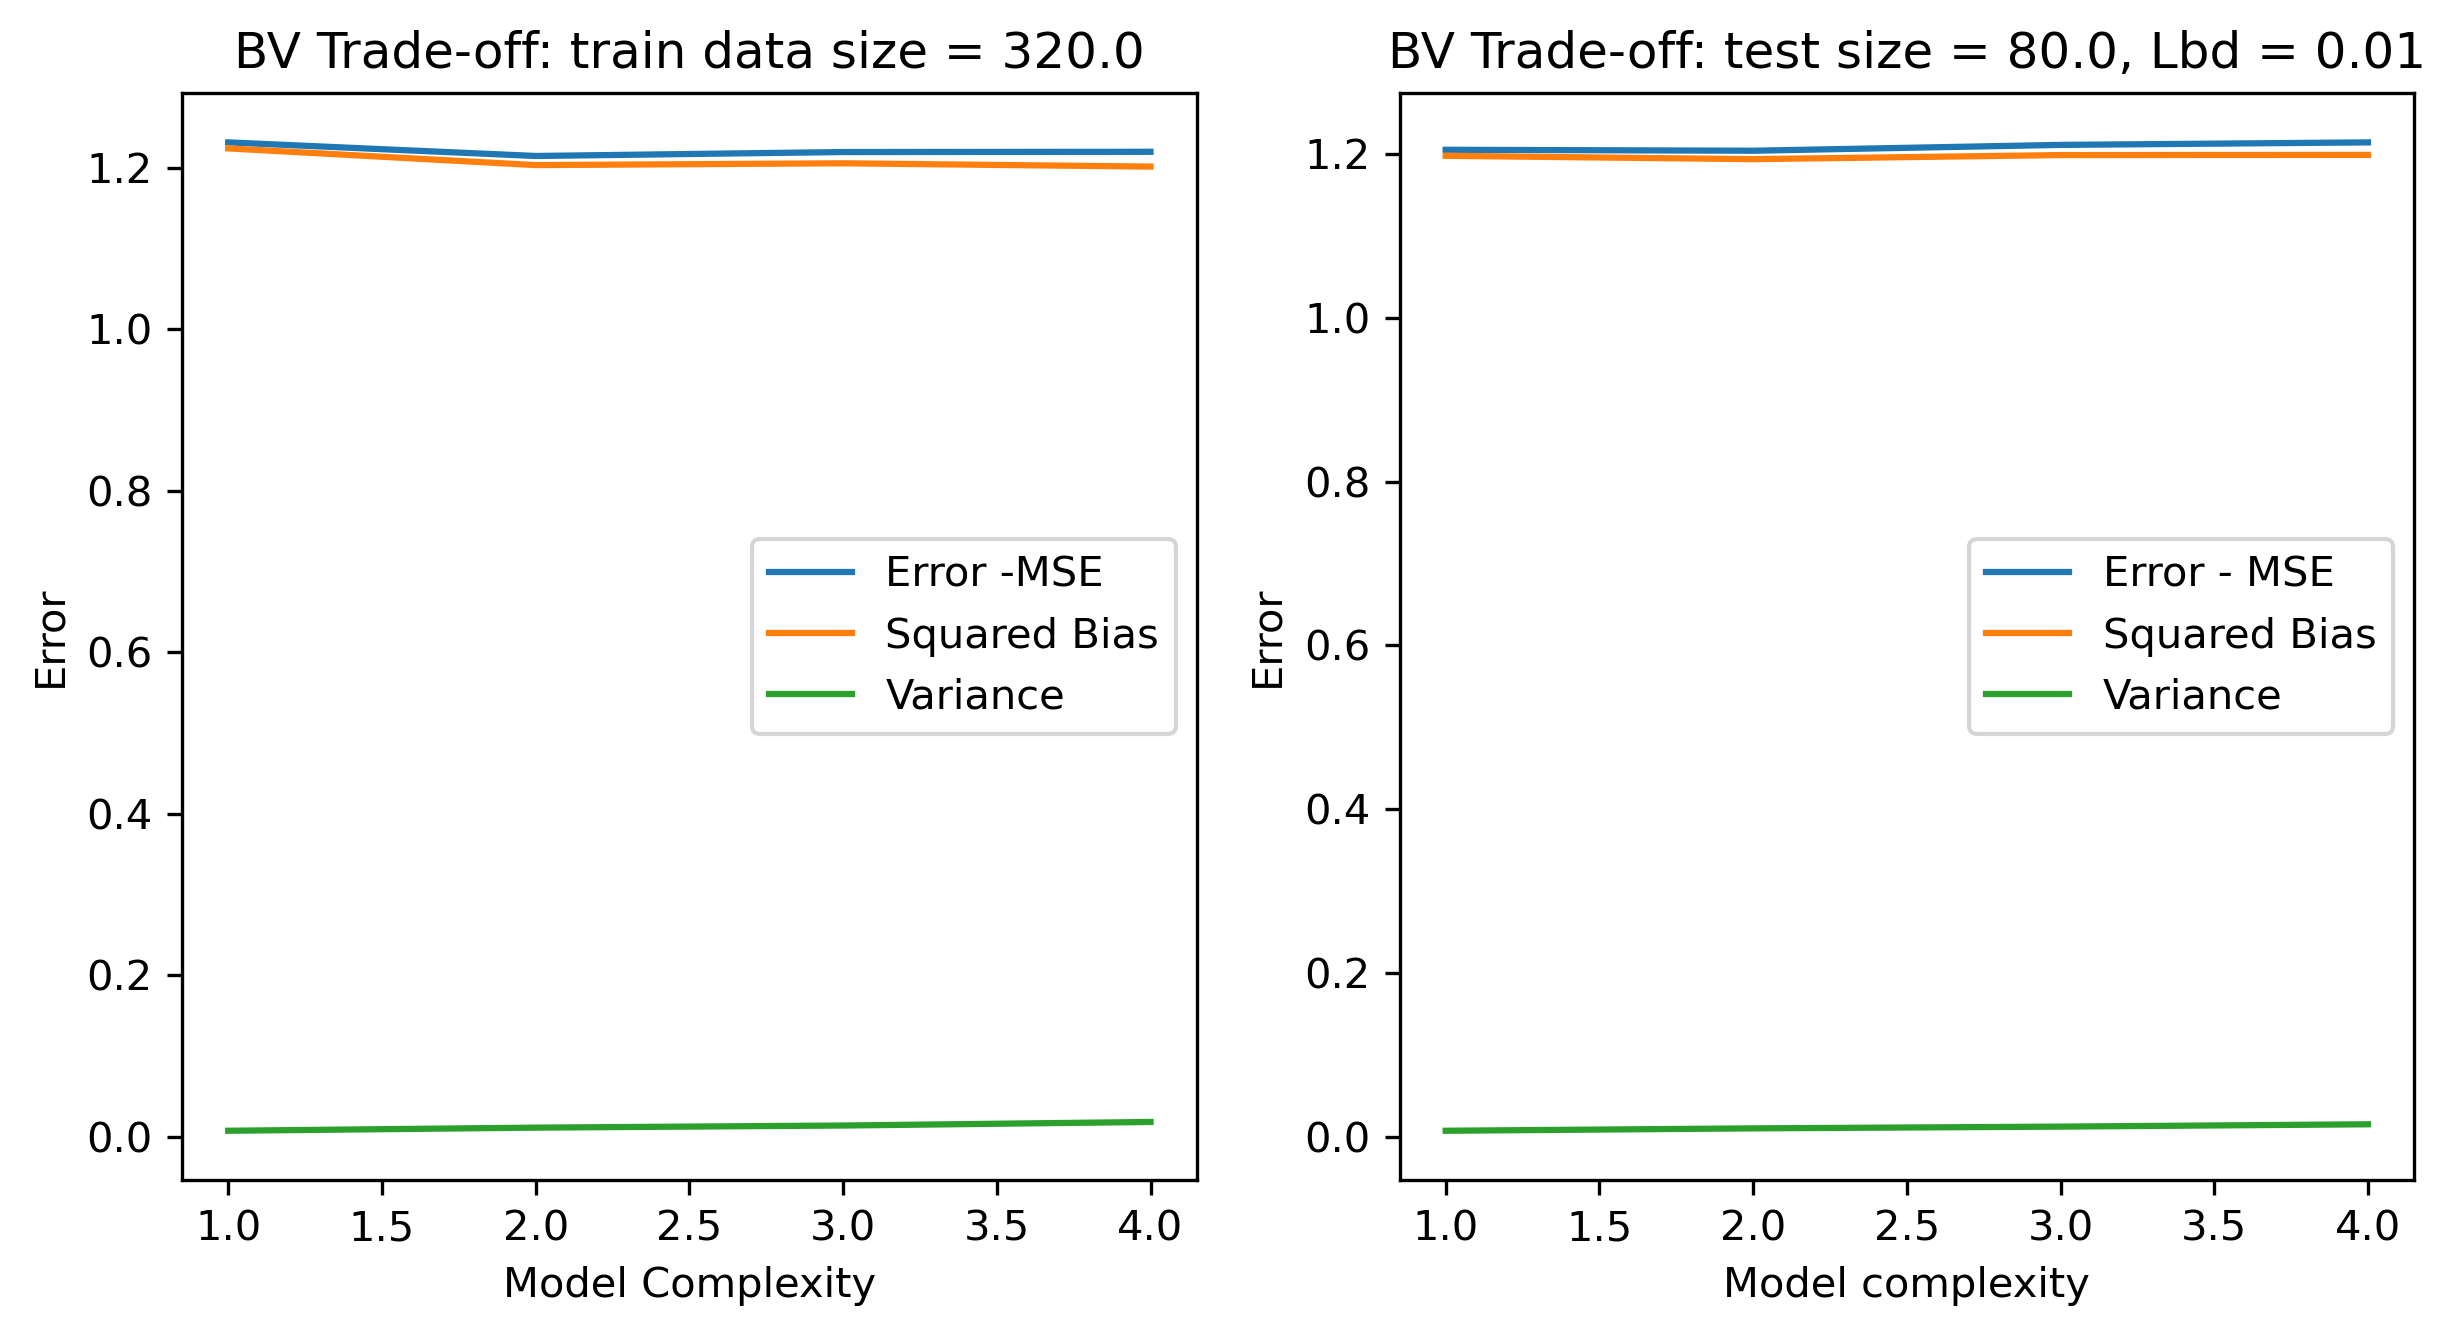 BV Trade-off: train data size = 320.0
1.2
1.0
0.8
0.6
0.4
0.2
0.0
Error
Error -MSE
Squared Bias
Variance
1.0 1.5 2.0 2.5 3.0 3.5 4.0
Model Complexity
BV Trade-off: test size = 80.0, Lbd = 0.01
1.2
1.0
0.8
0.6
0.4
0.2
0.0
Error
Error - MSE
Squared Bias
Variance
1.0 1.5 2.0 2.5 3.0 3.5 4.0
Model complexity